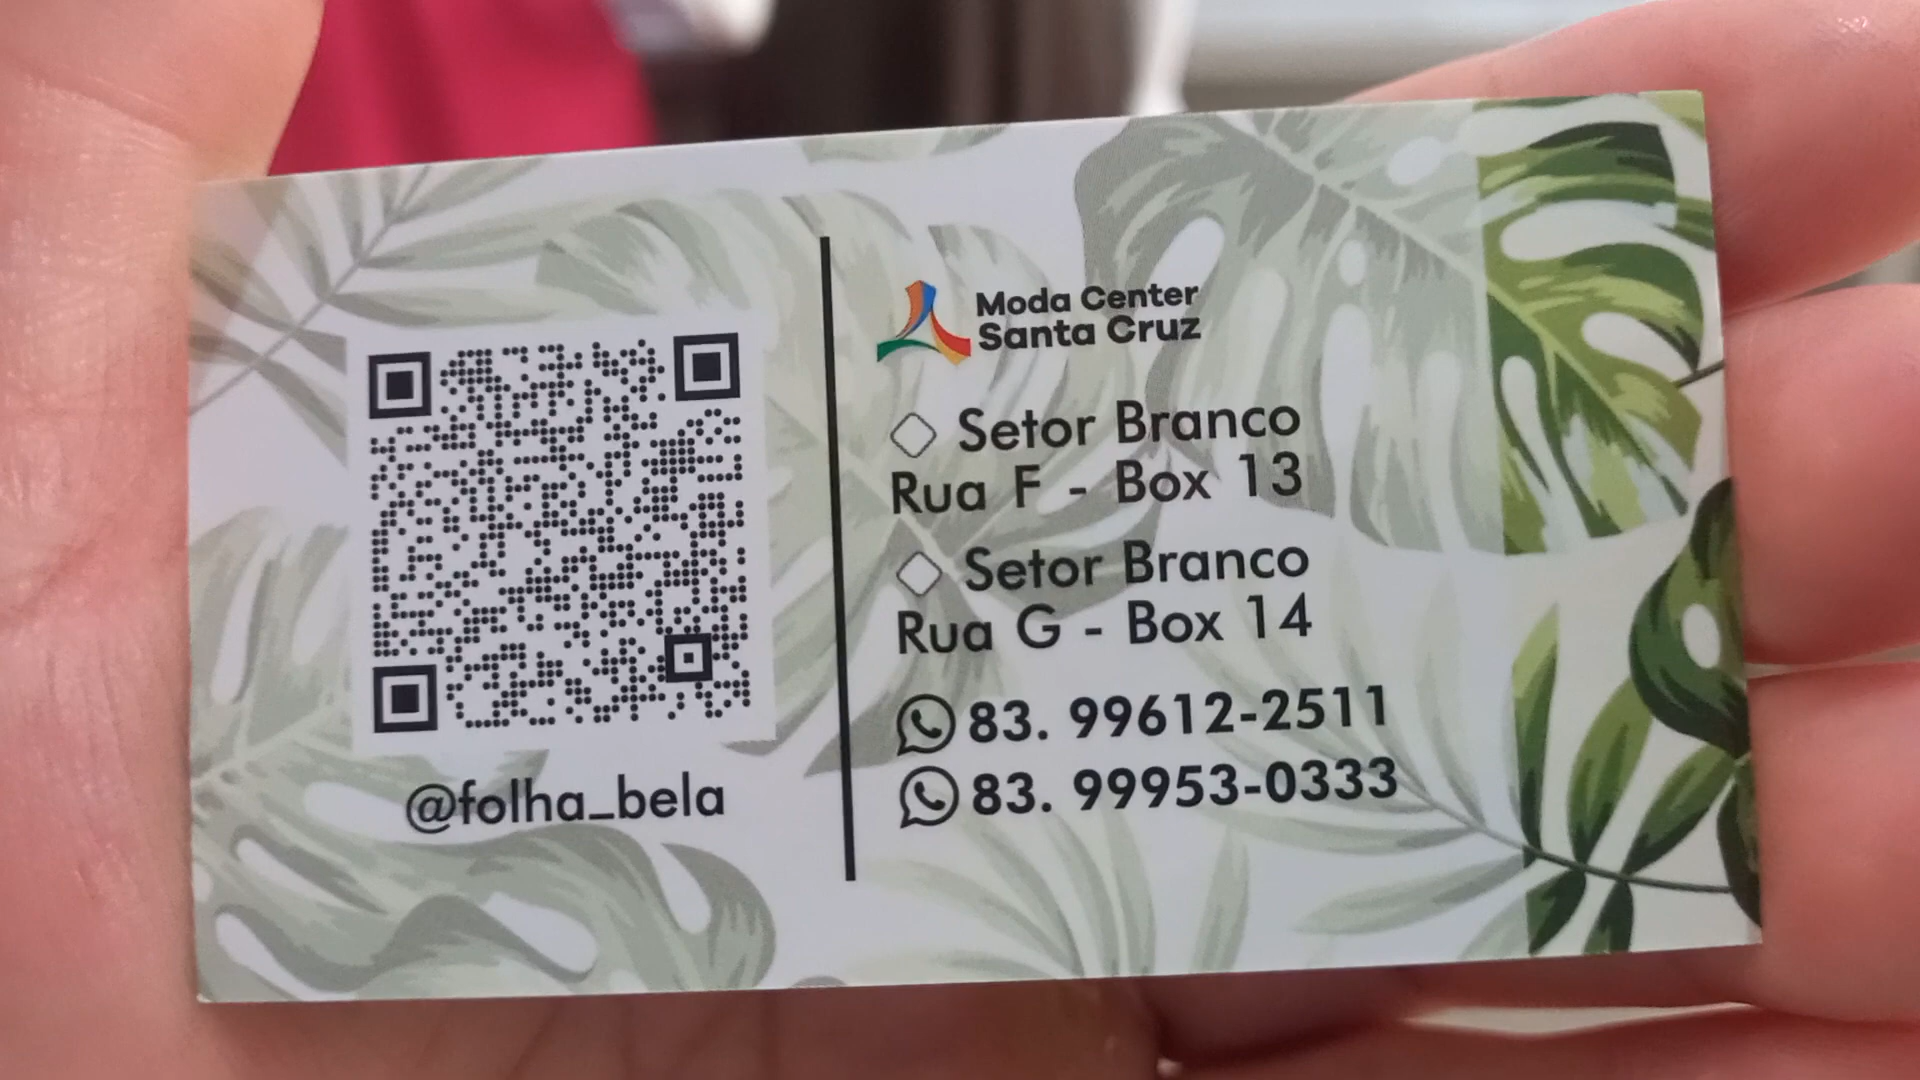 @folha_bela
Moda Center
Santa Cruz
Setor Branco
Rua F - Box 13
Setor Branco
Rua G - Box 14
83. 99612-2511
83. 99953-0333